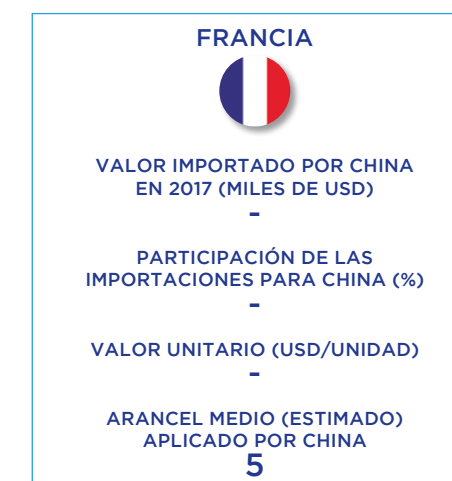 FRANCIA
VALOR IMPORTADO POR CHINA
EN 2017 (MILES DE USD)
-
PARTICIPACIÓN DE LAS
IMPORTACIONES PARA CHINA (%)
-
VALOR UNITARIO (USD/UNIDAD)
-
ARANCEL MEDIO (ESTIMADO)
APLICADO POR CHINA
5